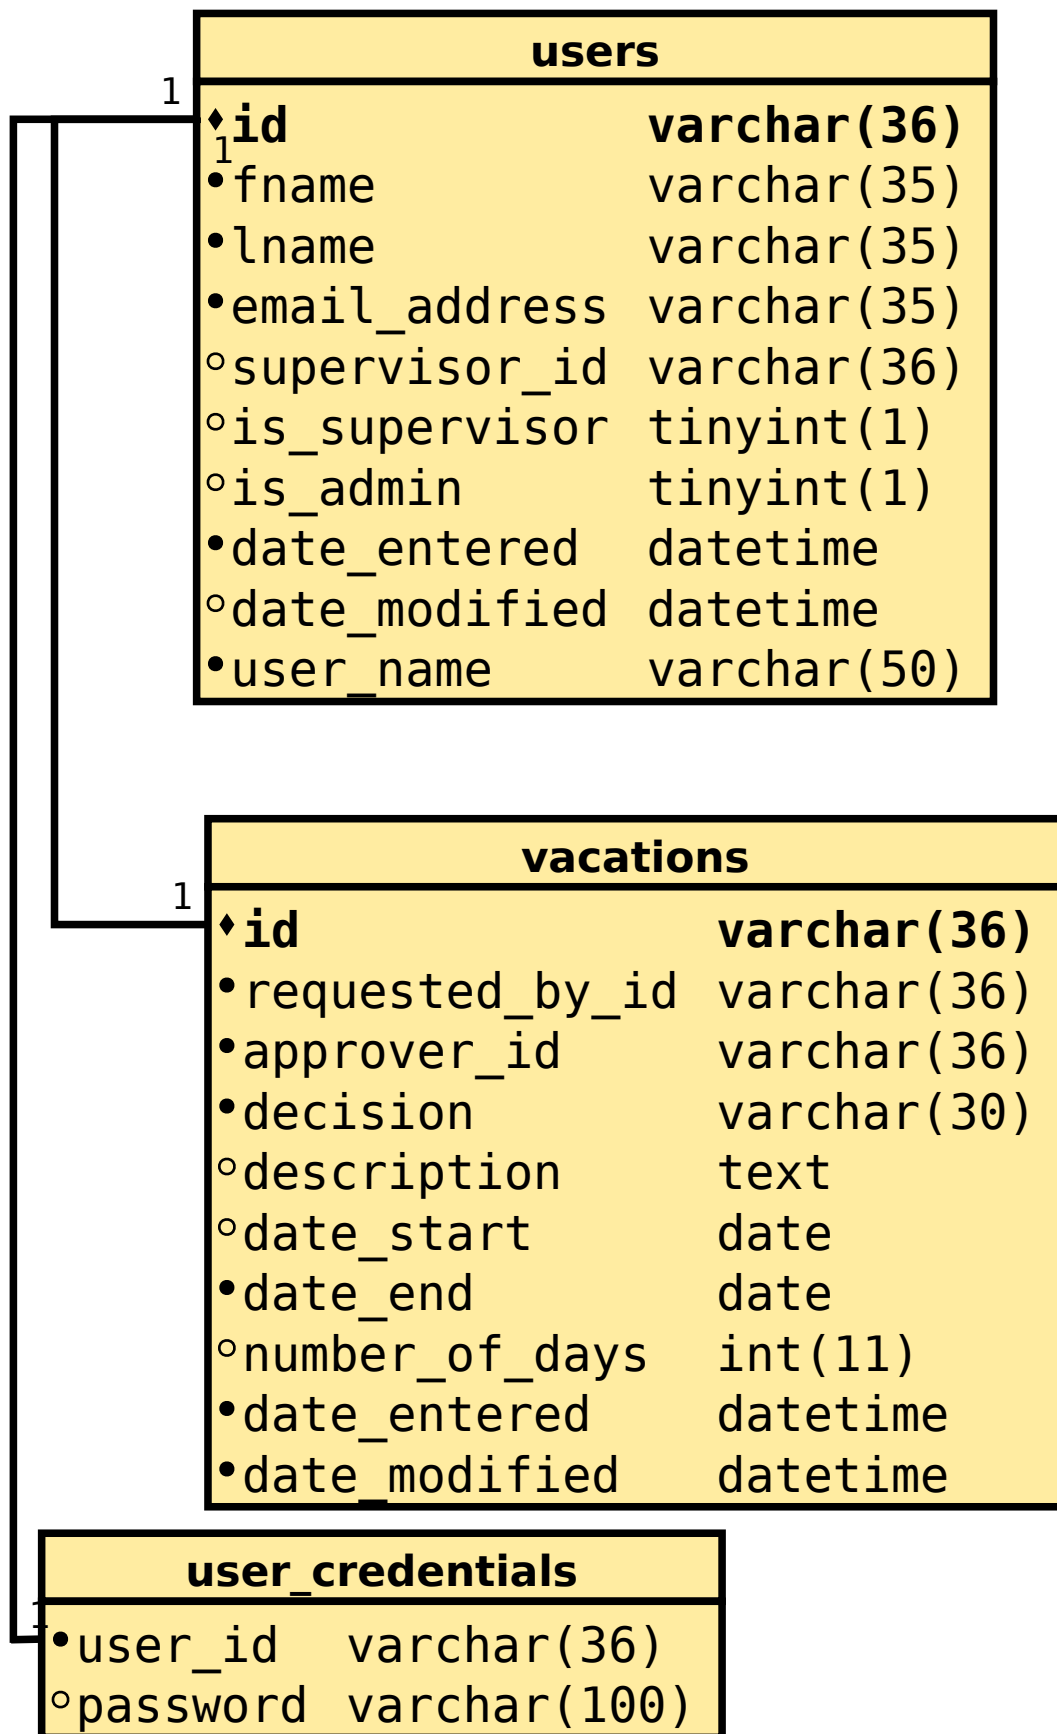 users
1
id varchar(36)
1
fname varchar(35)
lname varchar(35)
email_address varchar(35)
supervisor_id varchar(36)
is_supervisor tinyint(1)
is_admin tinyint(1)
date_entered datetime
date_modified datetime
user_name varchar(50)
vacations
1
id varchar(36)
requested_by_id varchar(36)
approver_id varchar(36)
decision varchar(30)
description text
date_start date
date_end date
number_of_days int(11)
date_entered datetime
date_modified datetime
user_credentials
1
user_id varchar(36)
password varchar(100)